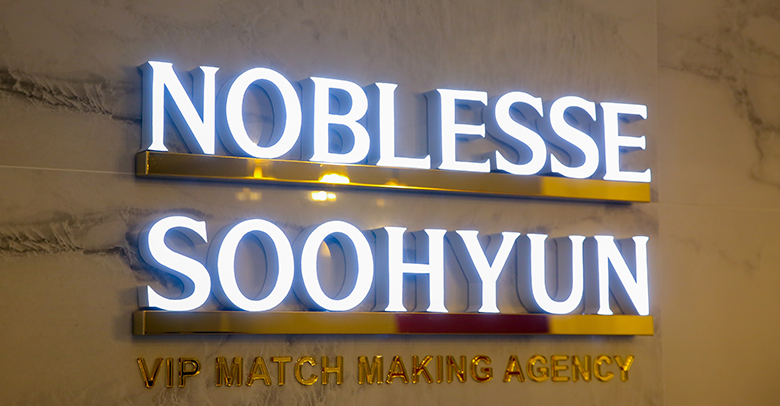 NOBLESSE
SOOHYUN
VIP MATCH MAKING AGENCY